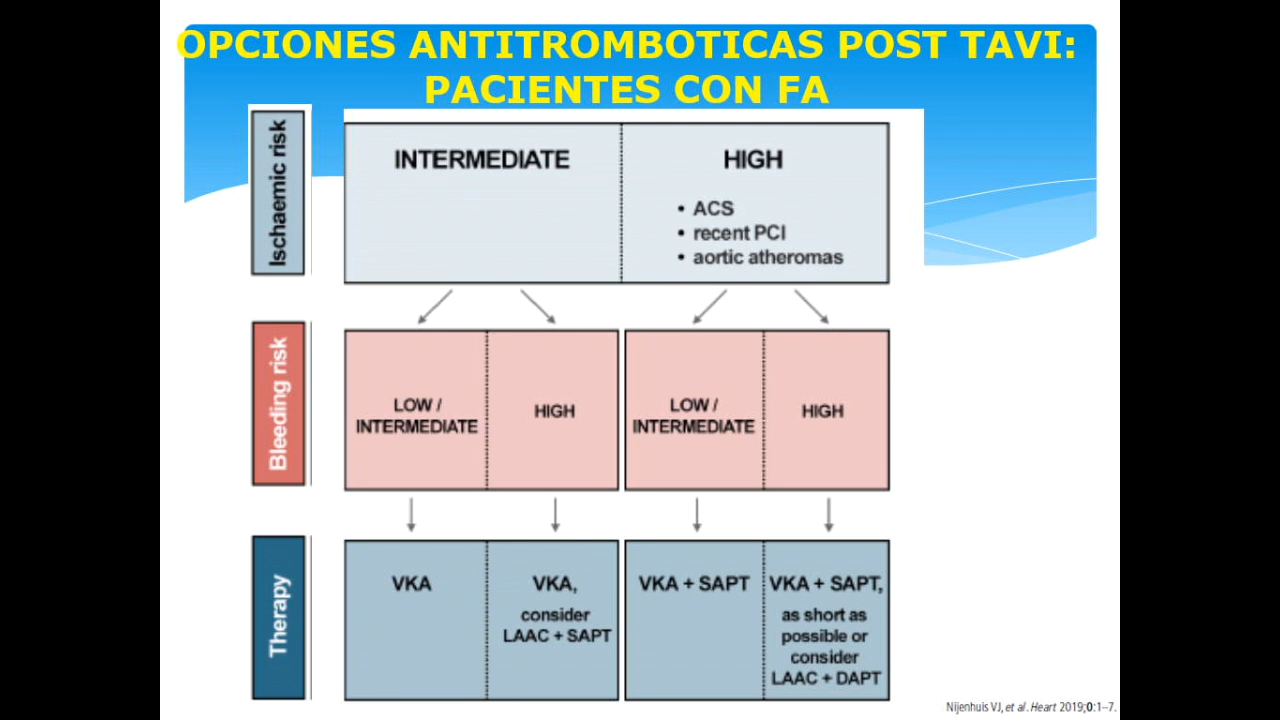 OPCIONES ANTITROMBOTICAS POST TAVI:
PACIENTES CON FA
Ischaemic risk
INTERMEDIATE
HIGH
• ACS
• recent PCI
• aortic atheromas
Bleeding risk
LOW /
INTERMEDIATE
HIGH
LOW /
INTERMEDIATE
HIGH
Therapy
VKA
VKA,
consider
LAAC + SAPT
VKA + SAPT
VKA + SAPT,
as short as
possible or
consider
LAAC + DAPT
Nijenhuis VJ, et al. Heart 2019;0:1–7.